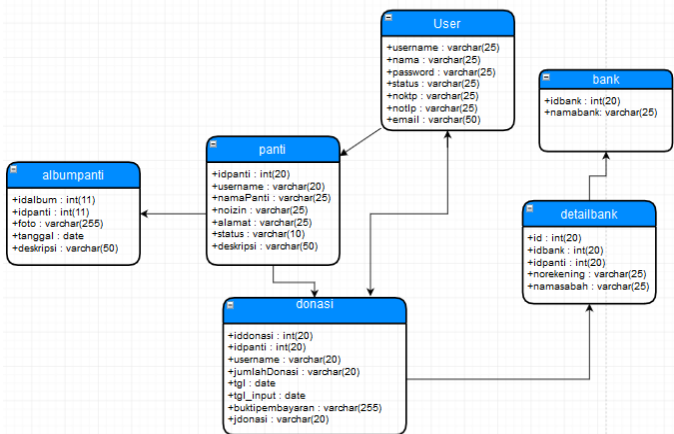 User
+username : varchar(25)
+nama : varchar(25)
+password : varchar(25)
+status : varchar(25)
+noktp : varchar(25)
+notlp : varchar(25)
+email : varchar(50)
bank
+idbank : int(20)
+namabank: varchar(25)
panti
+idpanti : int(20)
+username : varchar(20)
+namaPanti : varchar(25)
+noizin : varchar(25)
+alamat : varchar(25)
+status : varchar(10)
+deskripsi : varchar(50)
albumpanti
+idalbum : int(11)
+idpanti : int(11)
+foto : varchar(255)
+tanggal : date
+deskripsi : varchar(50)
detailbank
+id : int(20)
+idbank : int(20)
+idpanti : int(20)
+norekening : varchar(25)
+namasabah : varchar(25)
donasi
+iddonasi : int(20)
+idpanti : int(20)
+username : varchar(20)
+jumlahDonasi : varchar(20)
+tgl : date
+tgl_input : date
+buktipembayaran : varchar(255)
+jdonasi : varchar(20)